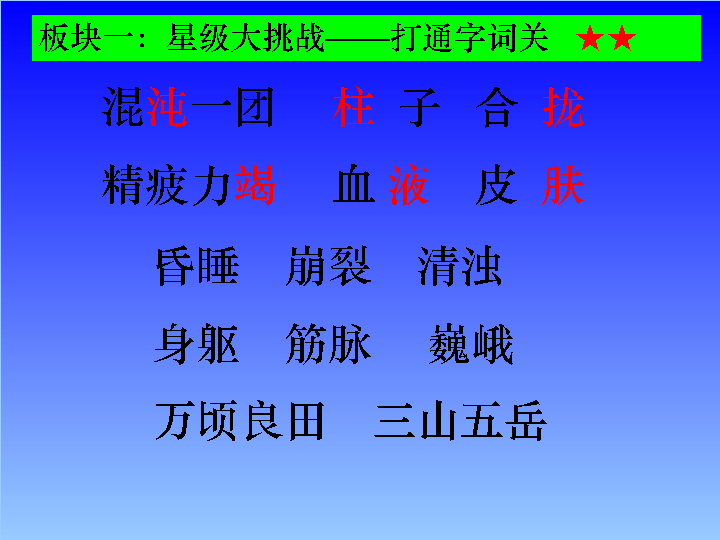 板块一：星级大挑战——打通字词关 ★★
混沌一团 柱子 合拢
精疲力竭 血液 皮肤
昏睡 崩裂 清浊
身躯 筋脉 巍峨
万顷良田 三山五岳